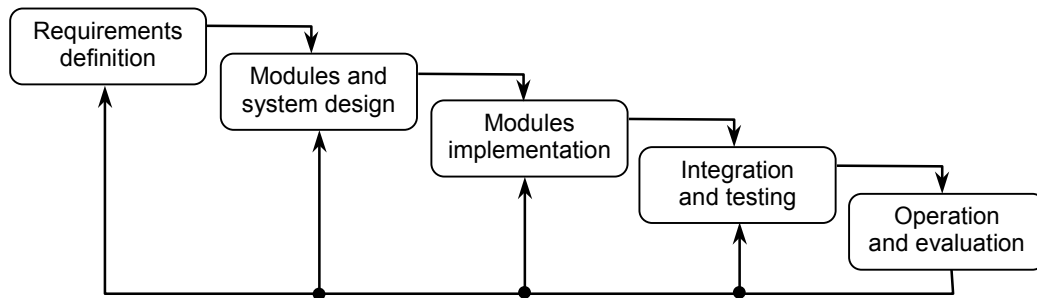 Requirements
definition
Modules and
system design
Modules
implementation
Integration
and testing
Operation
and evaluation